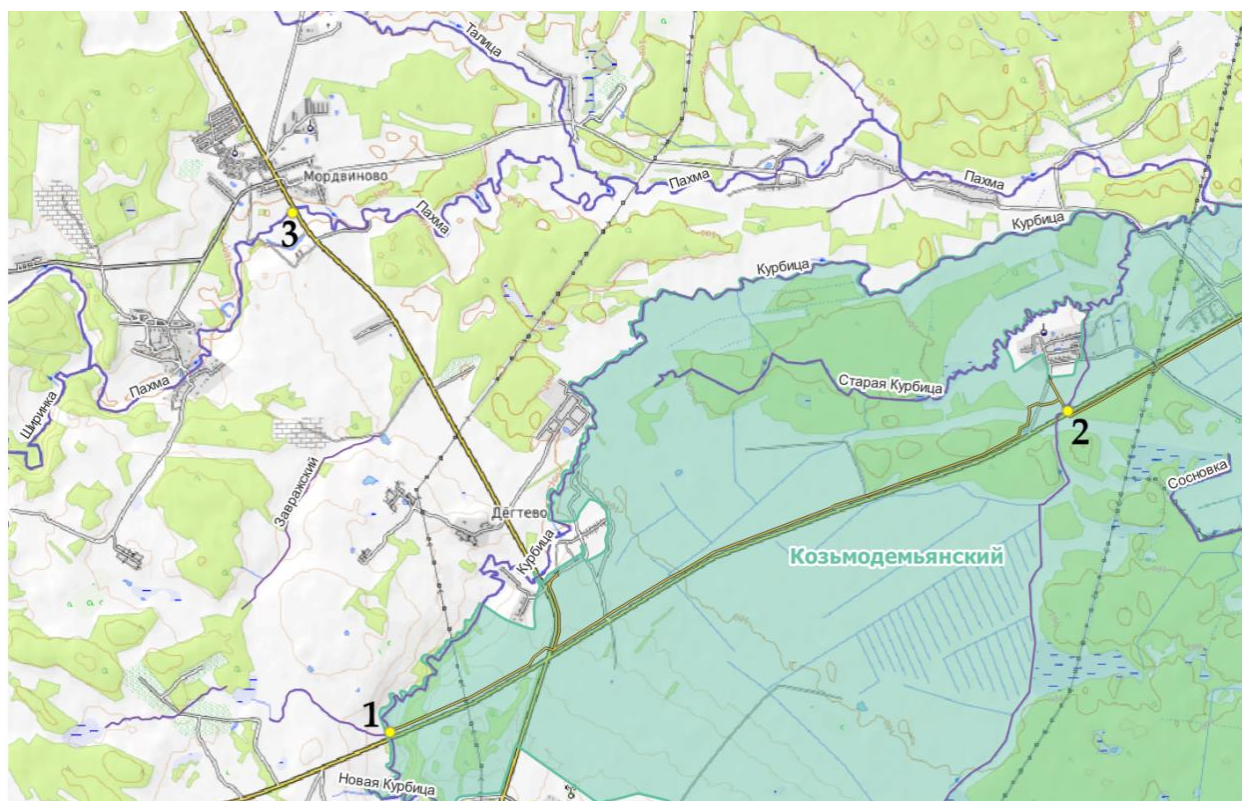 Талица
Мордвиново
Пахма
Пахма
Пахма
3
Курбица
Курбица
Пахма
Ширинка
Старая Курбица
2
Завражский
Сосновка
Дёгтево
Курбица
Козьмодемьянский
1
Новая Курбица